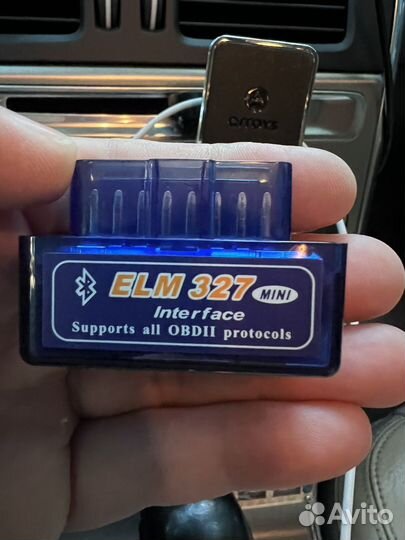 ELM 327 MINI
Interface
Supports all OBDII protocols
Avito